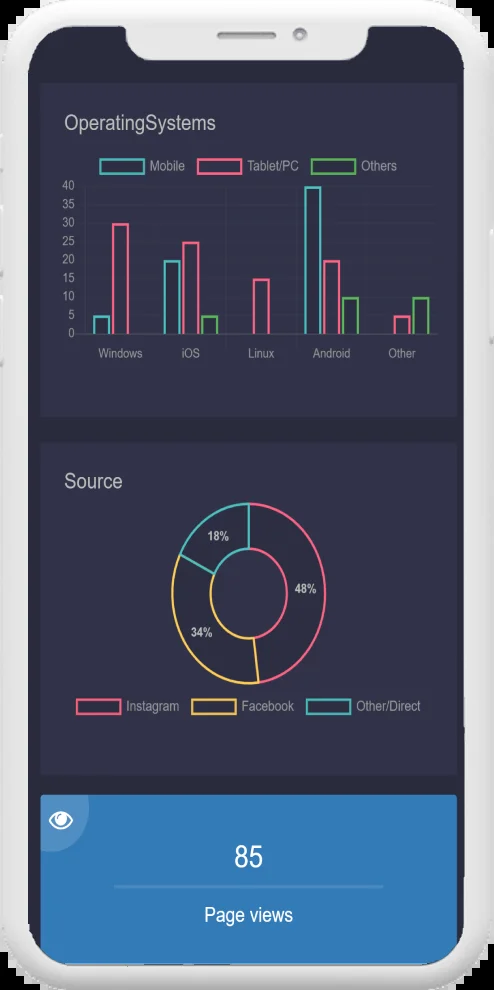 OperatingSystems
Mobile Tablet/PC Others
40
35
30
25
20
15
10
5
0
Windows iOS Linux Android Other
Source
18%
48%
34%
Instagram Facebook Other/Direct
85
Page views